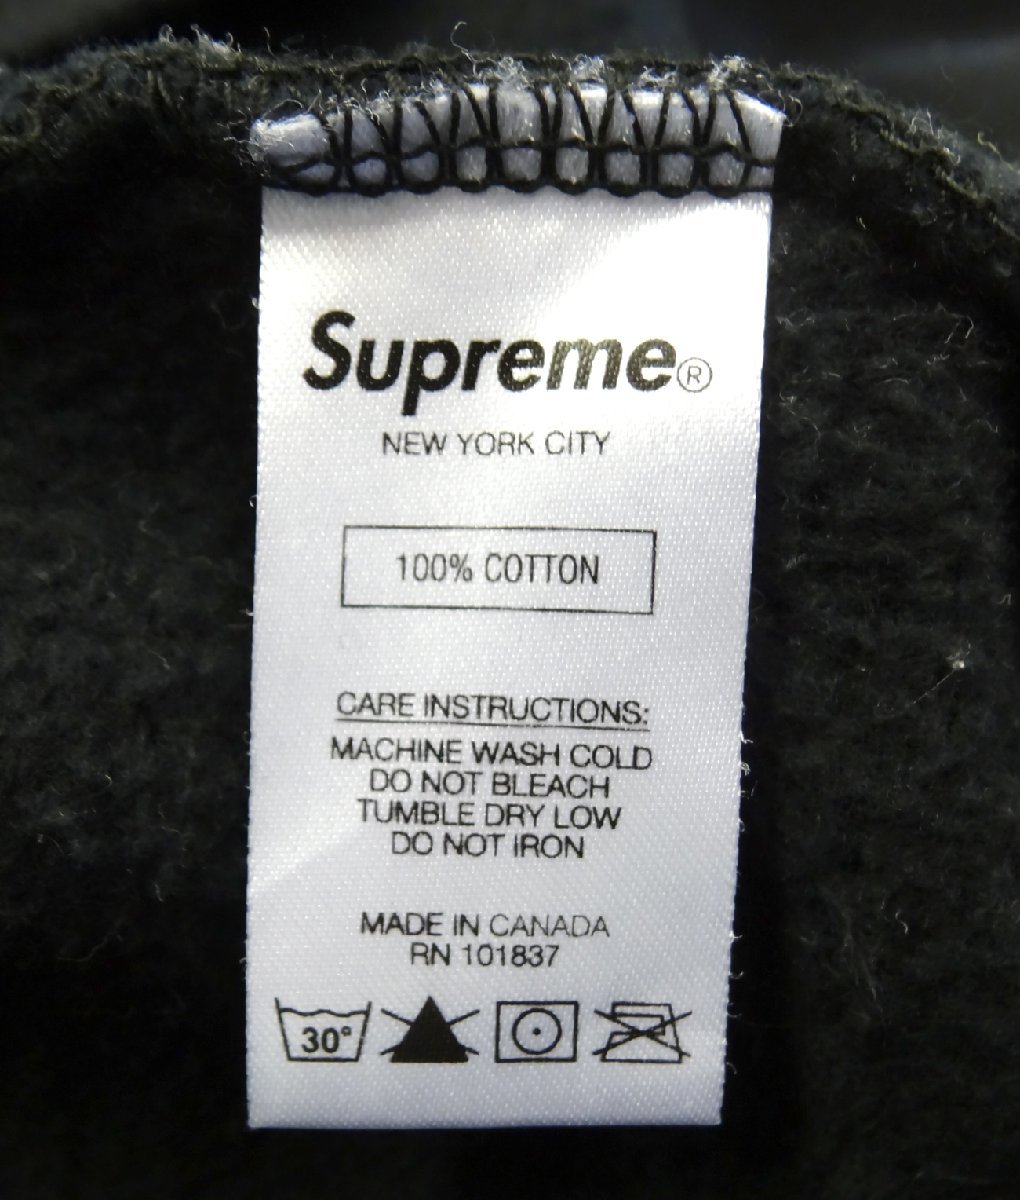 Supreme®
NEW YORK CITY
100% COTTON
CARE INSTRUCTIONS:
MACHINE WASH COLD
DO NOT BLEACH
TUMBLE DRY LOW
DO NOT IRON
MADE IN CANADA
RN 101837
30°